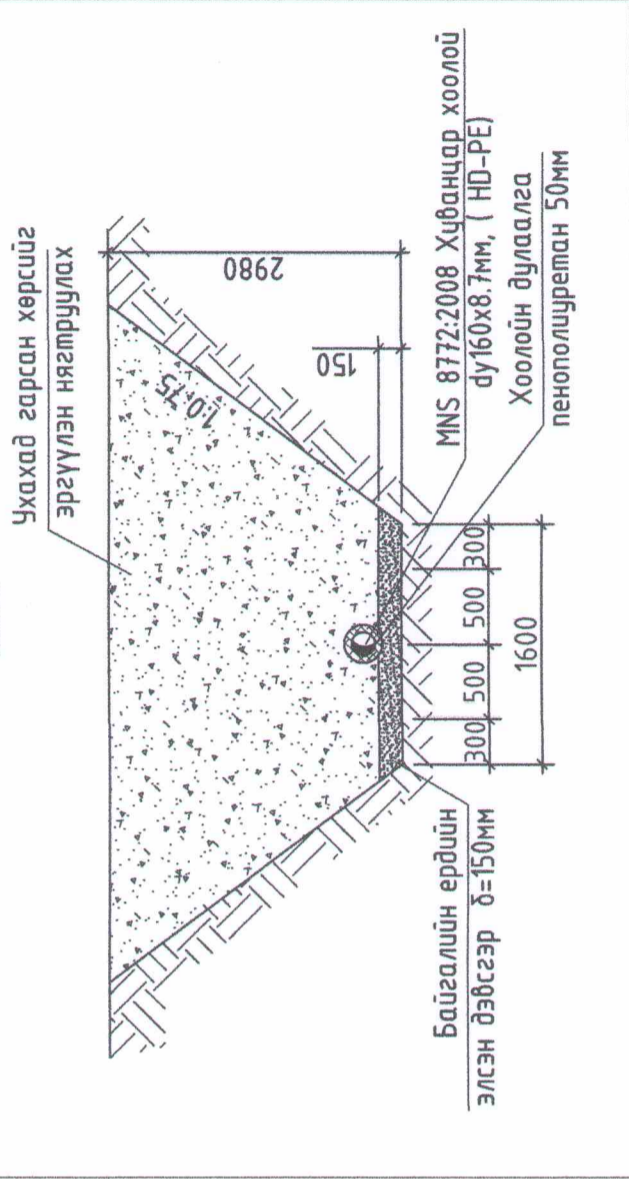 Ухахад гарсан хөрсийг
эргүүлэн нягтруулах
1:0.75
2980
150
MNS 8772:2008 Хуванцар хоолой
dy160x8.7мм, ( HD-PE)
Хоолойн дулаалга
пенополиуретан 50мм
300
500
500
300
1600
Байгалийн ердийн
элсэн дэвсгэр δ=150мм